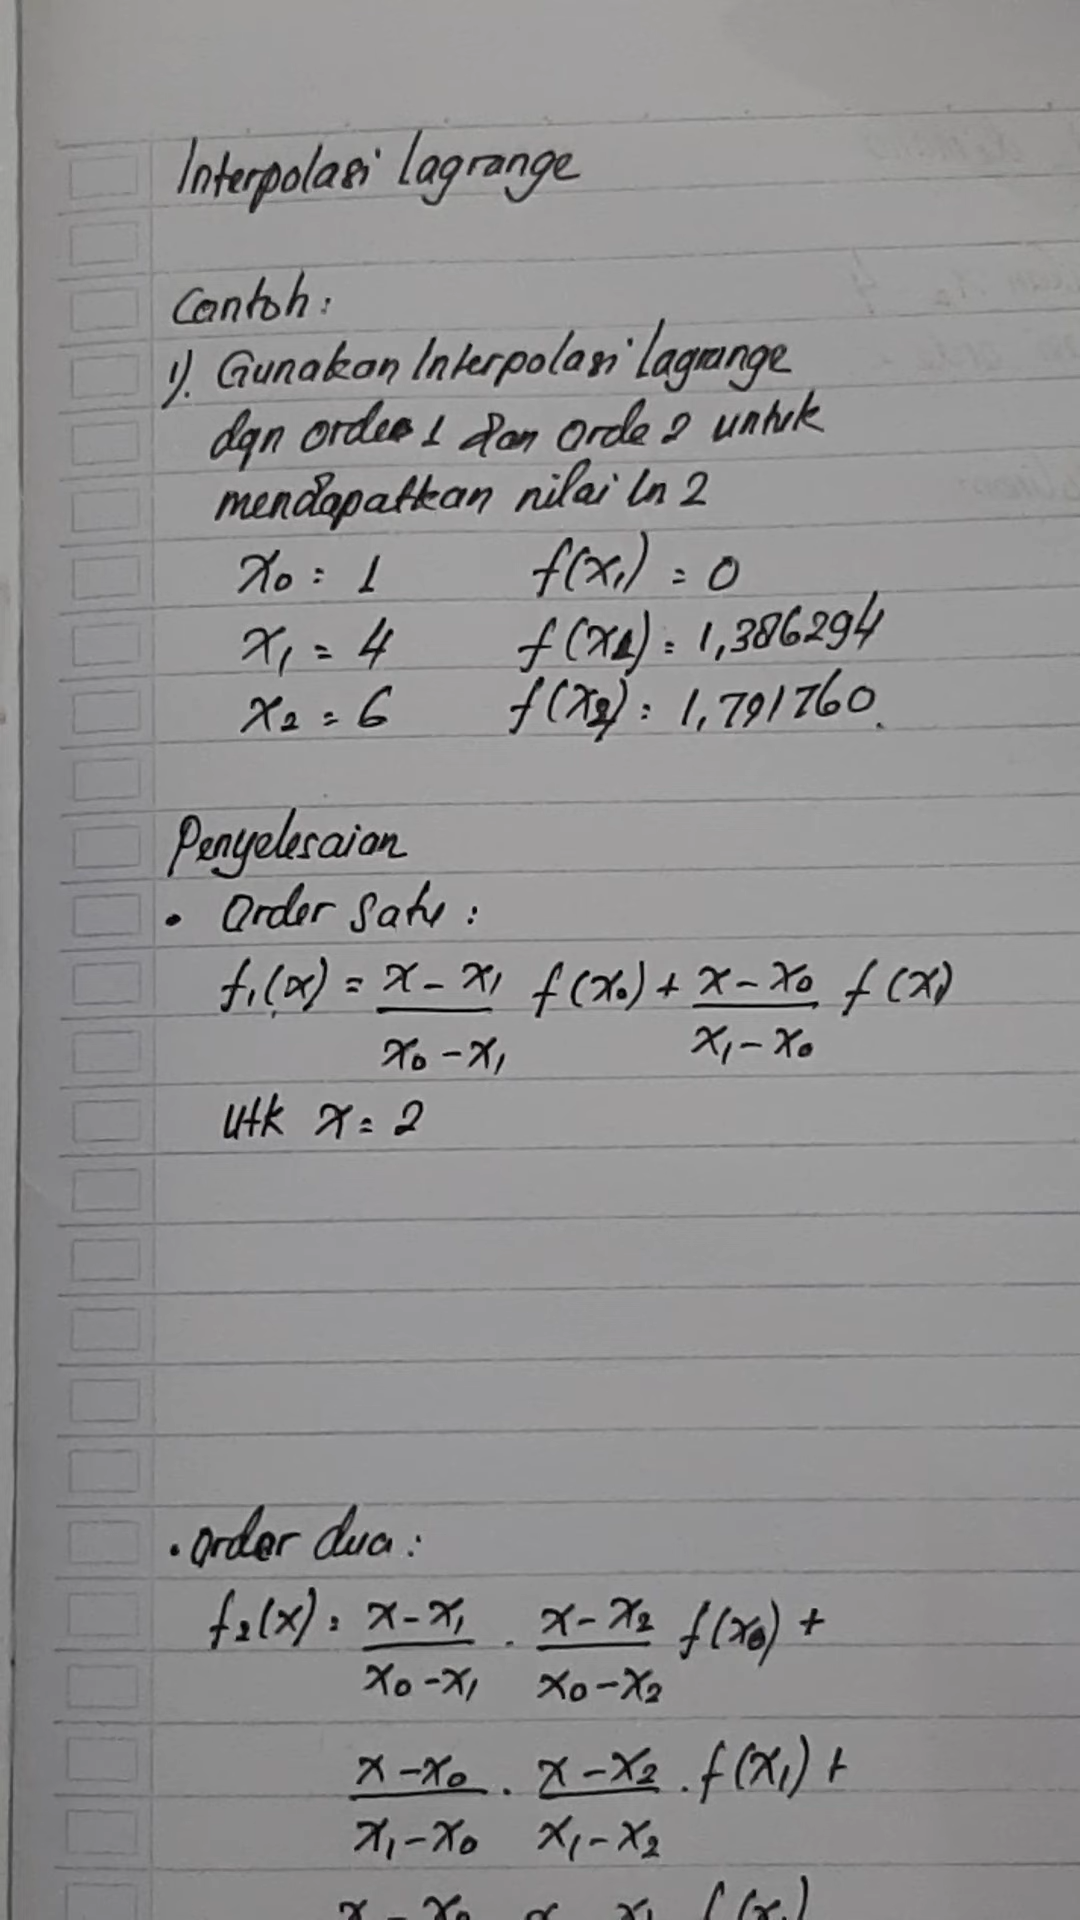 Interpolasi Lagrange
Contoh:
1). Gunakan Interpolasi Lagrange
dgn order 1 dan Orde 2 untuk
mendapatkan nilai ln 2
x₀ = 1 f(x₁) = 0
x₁ = 4 f(x₁) = 1,386294
x₂ = 6 f(x₂) = 1,791760
Penyelesaian
• Order Satu :
f₁(x) = x - x₁ / x₀ - x₁ f(x₀) + x - x₀ / x₁ - x₀ f(x₁)
Utk x = 2
• Order dua :
f₂(x) = x - x₁ / x₀ - x₁ . x - x₂ / x₀ - x₂ f(x₀) +
x - x₀ / x₁ - x₀ . x - x₂ / x₁ - x₂ . f(x₁) +